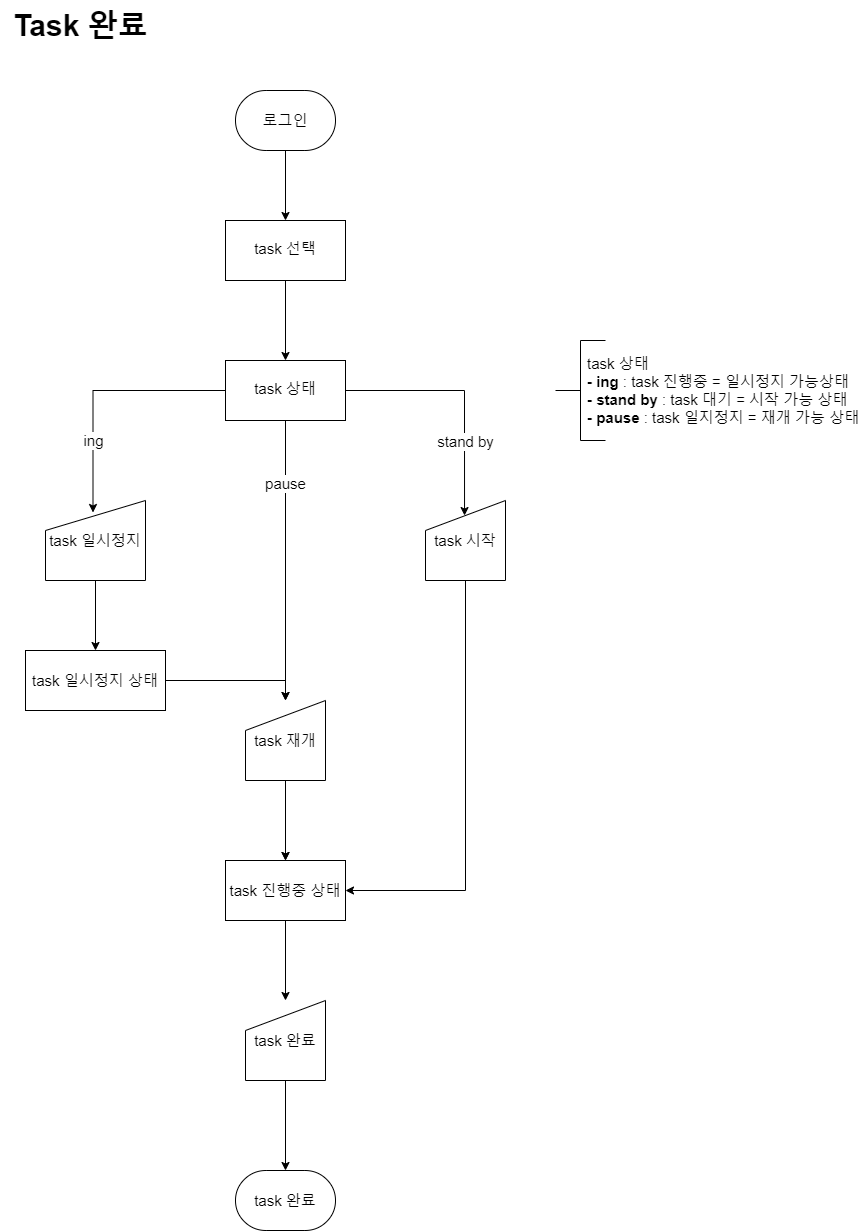 Task 완료
로그인
task 선택
task 상태
task 상태
- ing : task 진행중 = 일시정지 가능상태
- stand by : task 대기 = 시작 가능 상태
- pause : task 일지정지 = 재개 가능 상태
ing
stand by
pause
task 일시정지
task 시작
task 일시정지 상태
task 재개
task 진행중 상태
task 완료
task 완료